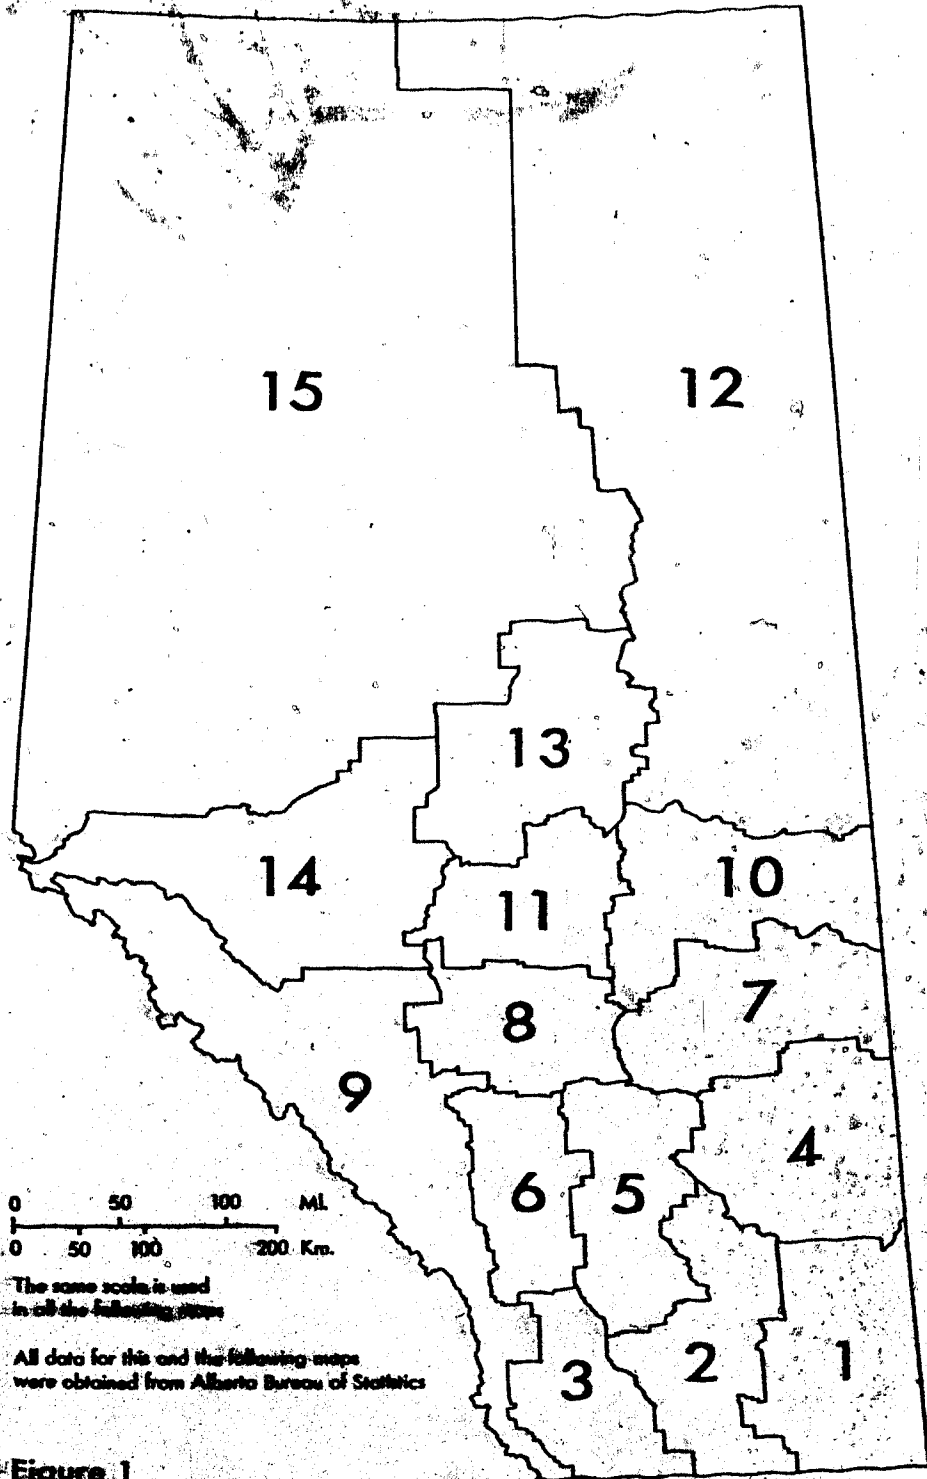 15
12
13
14
11
10
8
7
9
6
5
4
3
2
1
0 50 100 Mi.
0 50 100 200 Km.
The same scale is used
in all the following maps
All data for this and the following maps
were obtained from Alberta Bureau of Statistics
Figure 1